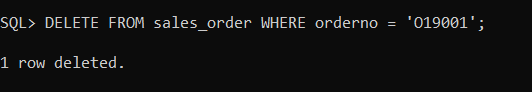 SQL> DELETE FROM sales_order WHERE orderno = 'O19001';
1 row deleted.